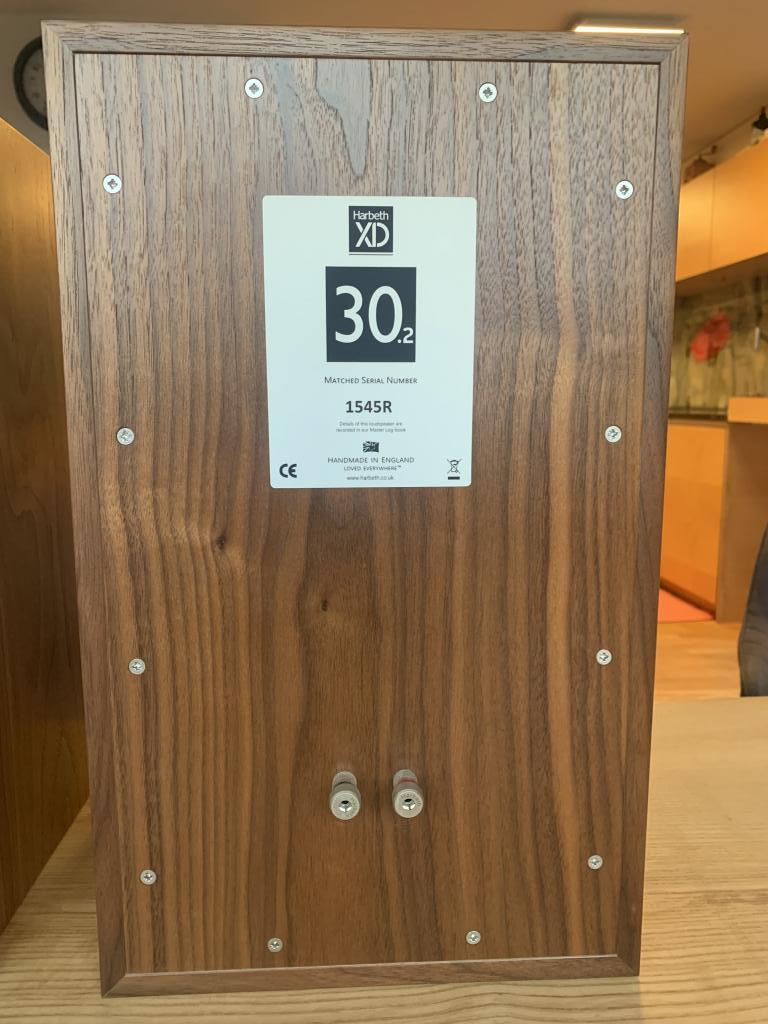 Harbeth
XD
30.2
MATCHED SERIAL NUMBER
1545R
Details of this loudspeaker are
recorded in our Master Log-book
HANDMADE IN ENGLAND
LOVED EVERYWHERE™
www.harbeth.co.uk
CE